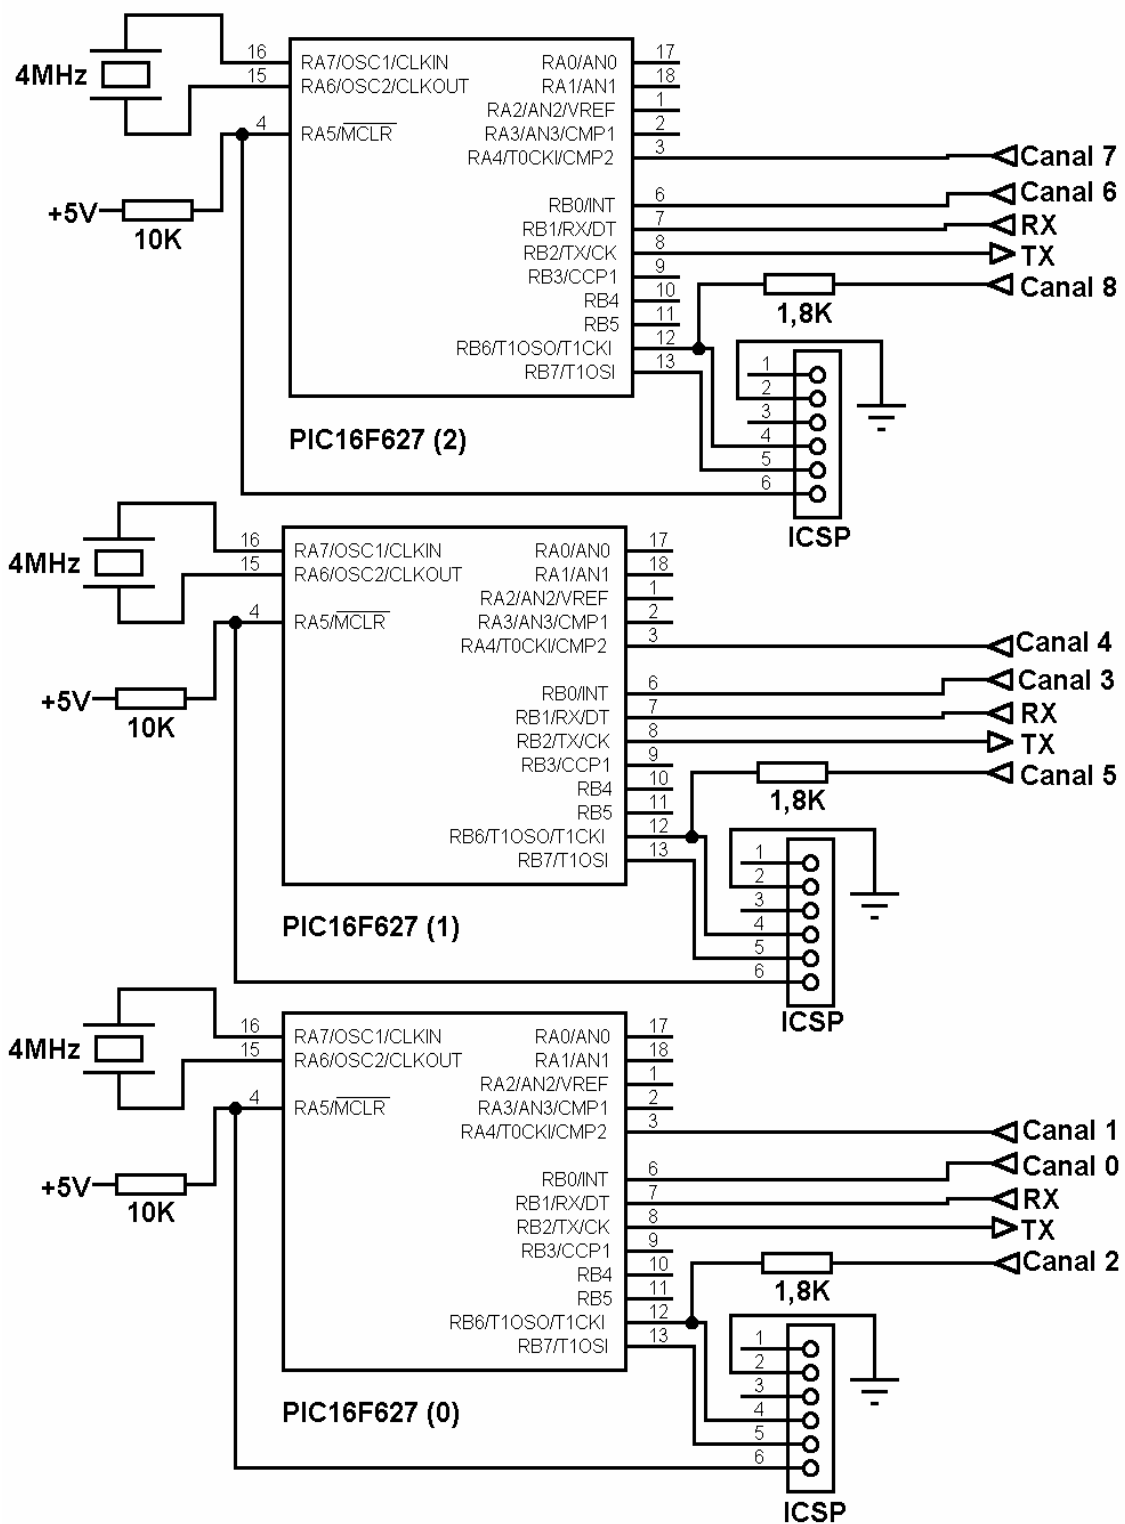 16 RA7/OSC1/CLKIN RA0/AN0 17
4MHz 15 RA6/OSC2/CLKOUT RA1/AN1 18
RA2/AN2/VREF 1
4 RA5/MCLR RA3/AN3/CMP1 2
RA4/T0CKI/CMP2 3 Canal 7
+5V RB0/INT 6 Canal 6
10K RB1/RX/DT 7 RX
RB2/TX/CK 8 TX
RB3/CCP1 9 Canal 8
RB4 10 1,8K
RB5 11
RB6/T1OSO/T1CKI 12
RB7/T1OSI 13
1
2
3
4
5
6
PIC16F627 (2)
ICSP
16 RA7/OSC1/CLKIN RA0/AN0 17
4MHz 15 RA6/OSC2/CLKOUT RA1/AN1 18
RA2/AN2/VREF 1
4 RA5/MCLR RA3/AN3/CMP1 2
RA4/T0CKI/CMP2 3 Canal 4
+5V RB0/INT 6 Canal 3
10K RB1/RX/DT 7 RX
RB2/TX/CK 8 TX
RB3/CCP1 9 Canal 5
RB4 10 1,8K
RB5 11
RB6/T1OSO/T1CKI 12
RB7/T1OSI 13
1
2
3
4
5
6
PIC16F627 (1)
ICSP
16 RA7/OSC1/CLKIN RA0/AN0 17
4MHz 15 RA6/OSC2/CLKOUT RA1/AN1 18
RA2/AN2/VREF 1
4 RA5/MCLR RA3/AN3/CMP1 2
RA4/T0CKI/CMP2 3 Canal 1
+5V RB0/INT 6 Canal 0
10K RB1/RX/DT 7 RX
RB2/TX/CK 8 TX
RB3/CCP1 9 Canal 2
RB4 10 1,8K
RB5 11
RB6/T1OSO/T1CKI 12
RB7/T1OSI 13
1
2
3
4
5
6
PIC16F627 (0)
ICSP